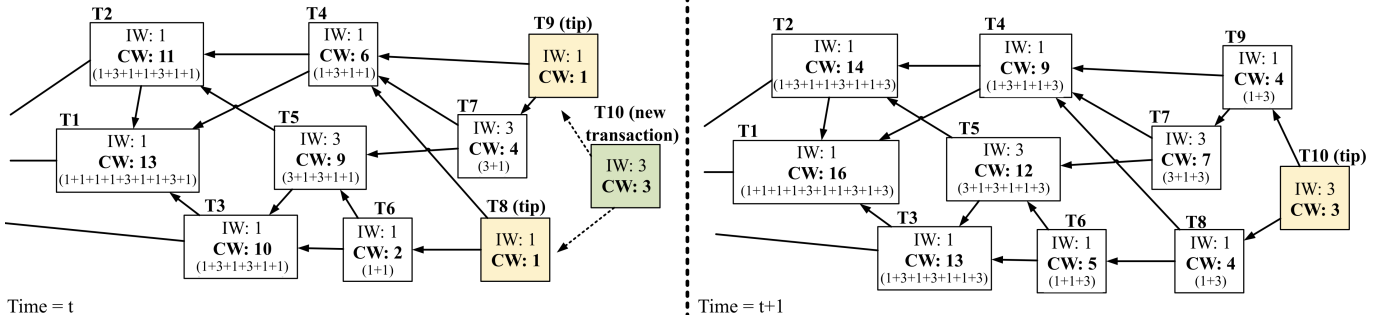 T2
IW: 1
CW: 11
(1+3+1+1+3+1+1)
T4
IW: 1
CW: 6
(1+3+1+1)
T9 (tip)
IW: 1
CW: 1
T10 (new
transaction)
IW: 3
CW: 3
T1
IW: 1
CW: 13
(1+1+1+1+3+1+1+3+1)
T5
IW: 3
CW: 9
(3+1+3+1+1)
T7
IW: 3
CW: 4
(3+1)
T3
IW: 1
CW: 10
(1+3+1+3+1+1)
T6
IW: 1
CW: 2
(1+1)
T8 (tip)
IW: 1
CW: 1
Time = t
T2
IW: 1
CW: 14
(1+3+1+1+3+1+1+3)
T4
IW: 1
CW: 9
(1+3+1+1+3)
T9
IW: 1
CW: 4
(1+3)
T1
IW: 1
CW: 16
(1+1+1+1+3+1+1+3+1+3)
T5
IW: 3
CW: 12
(3+1+3+1+1+3)
T7
IW: 3
CW: 7
(3+1+3)
T10 (tip)
IW: 3
CW: 3
T3
IW: 1
CW: 13
(1+3+1+3+1+1+3)
T6
IW: 1
CW: 5
(1+1+3)
T8
IW: 1
CW: 4
(1+3)
Time = t+1